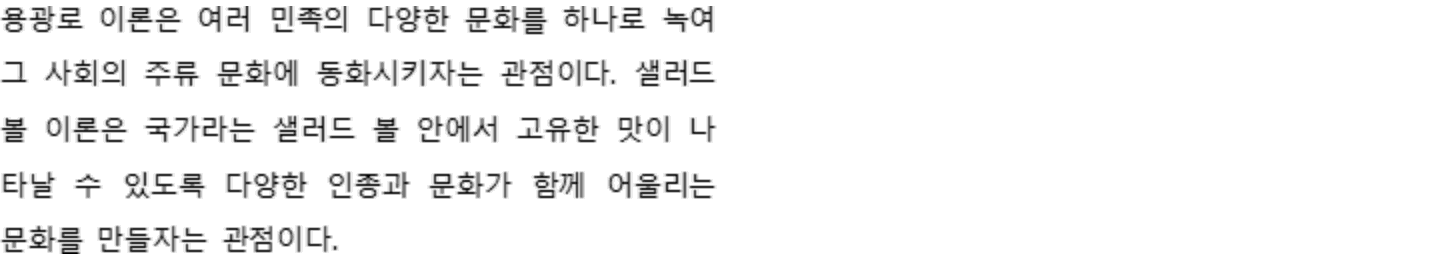 용광로 이론은 여러 민족의 다양한 문화를 하나로 녹여
그 사회의 주류 문화에 동화시키자는 관점이다. 샐러드
볼 이론은 국가라는 샐러드 볼 안에서 고유한 맛이 나
타날 수 있도록 다양한 인종과 문화가 함께 어울리는
문화를 만들자는 관점이다.